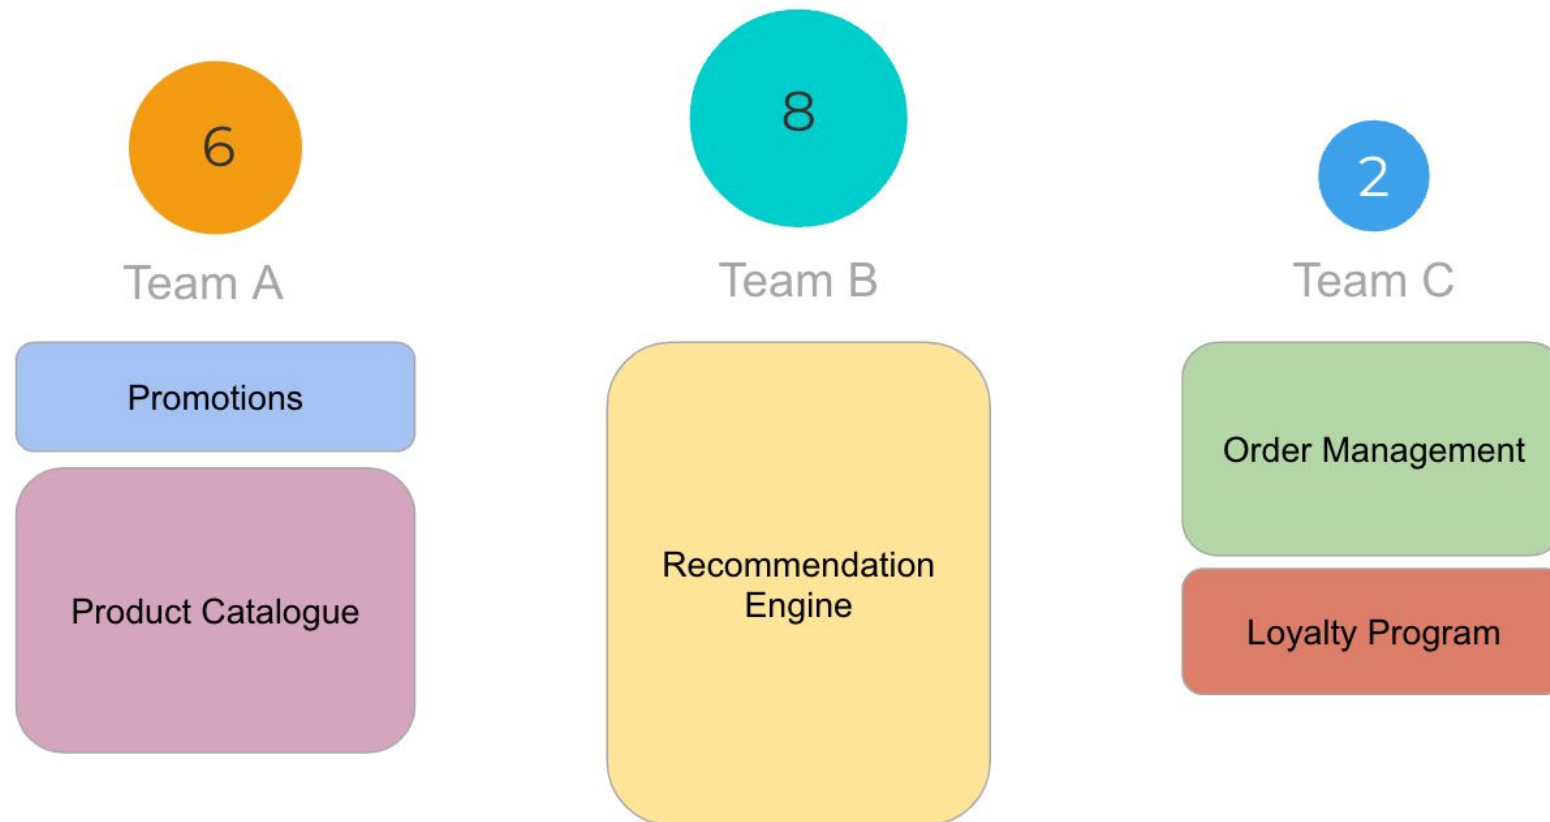 6
8
2
Team A
Team B
Team C
Promotions
Product Catalogue
Recommendation
Engine
Order Management
Loyalty Program